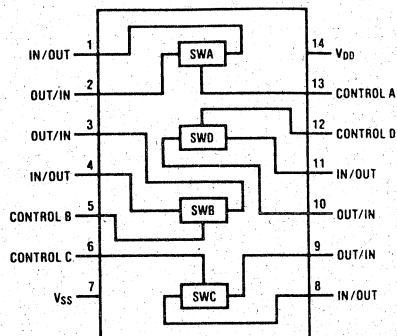 1
IN/OUT
2
OUT/IN
3
OUT/IN
4
IN/OUT
5
CONTROL B
6
CONTROL C
7
VSS
SWA
SWD
SWB
SWC
14
VDD
13
CONTROL A
12
CONTROL D
11
IN/OUT
10
OUT/IN
9
OUT/IN
8
IN/OUT